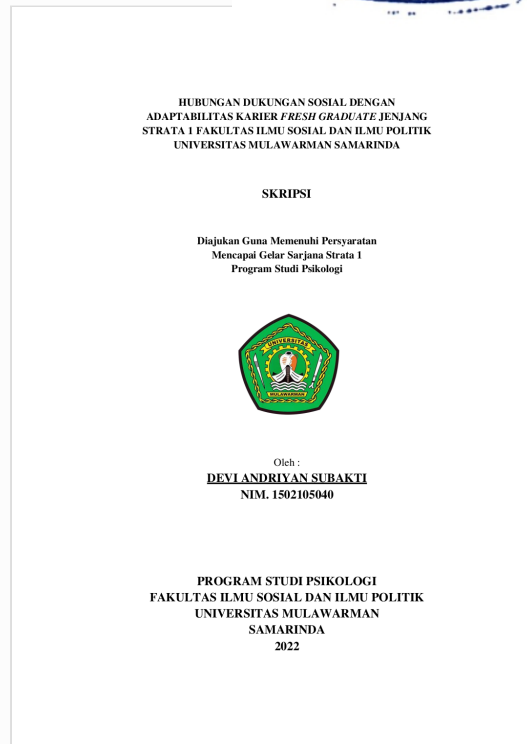 HUBUNGAN DUKUNGAN SOSIAL DENGAN
ADAPTABILITAS KARIER FRESH GRADUATE JENJANG
STRATA 1 FAKULTAS ILMU SOSIAL DAN ILMU POLITIK
UNIVERSITAS MULAWARMAN SAMARINDA
SKRIPSI
Diajukan Guna Memenuhi Persyaratan
Mencapai Gelar Sarjana Strata 1
Program Studi Psikologi
UNIVERSITAS
MULAWARMAN
Oleh :
DEVI ANDRIYAN SUBAKTI
NIM. 1502105040
PROGRAM STUDI PSIKOLOGI
FAKULTAS ILMU SOSIAL DAN ILMU POLITIK
UNIVERSITAS MULAWARMAN
SAMARINDA
2022